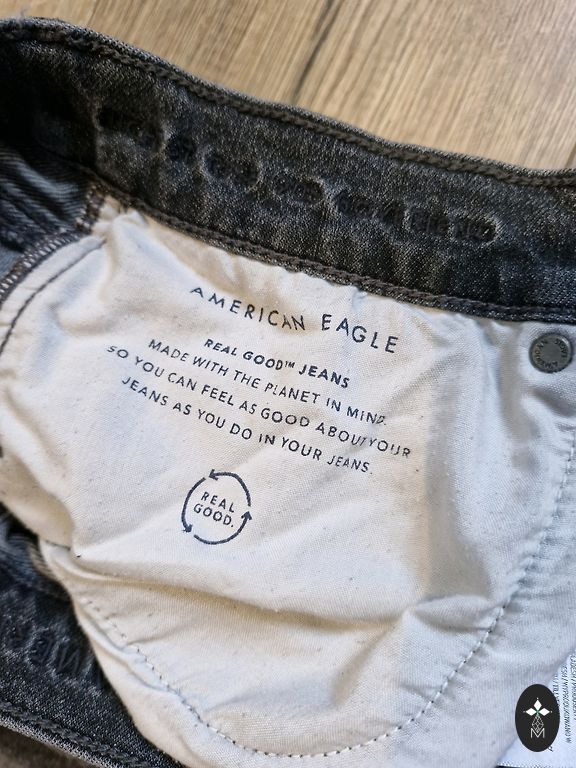 AMERICAN EAGLE
REAL GOOD™ JEANS
MADE WITH THE PLANET IN MIND.
SO YOU CAN FEEL AS GOOD ABOUT YOUR
JEANS AS YOU DO IN YOUR JEANS.
REAL
GOOD.